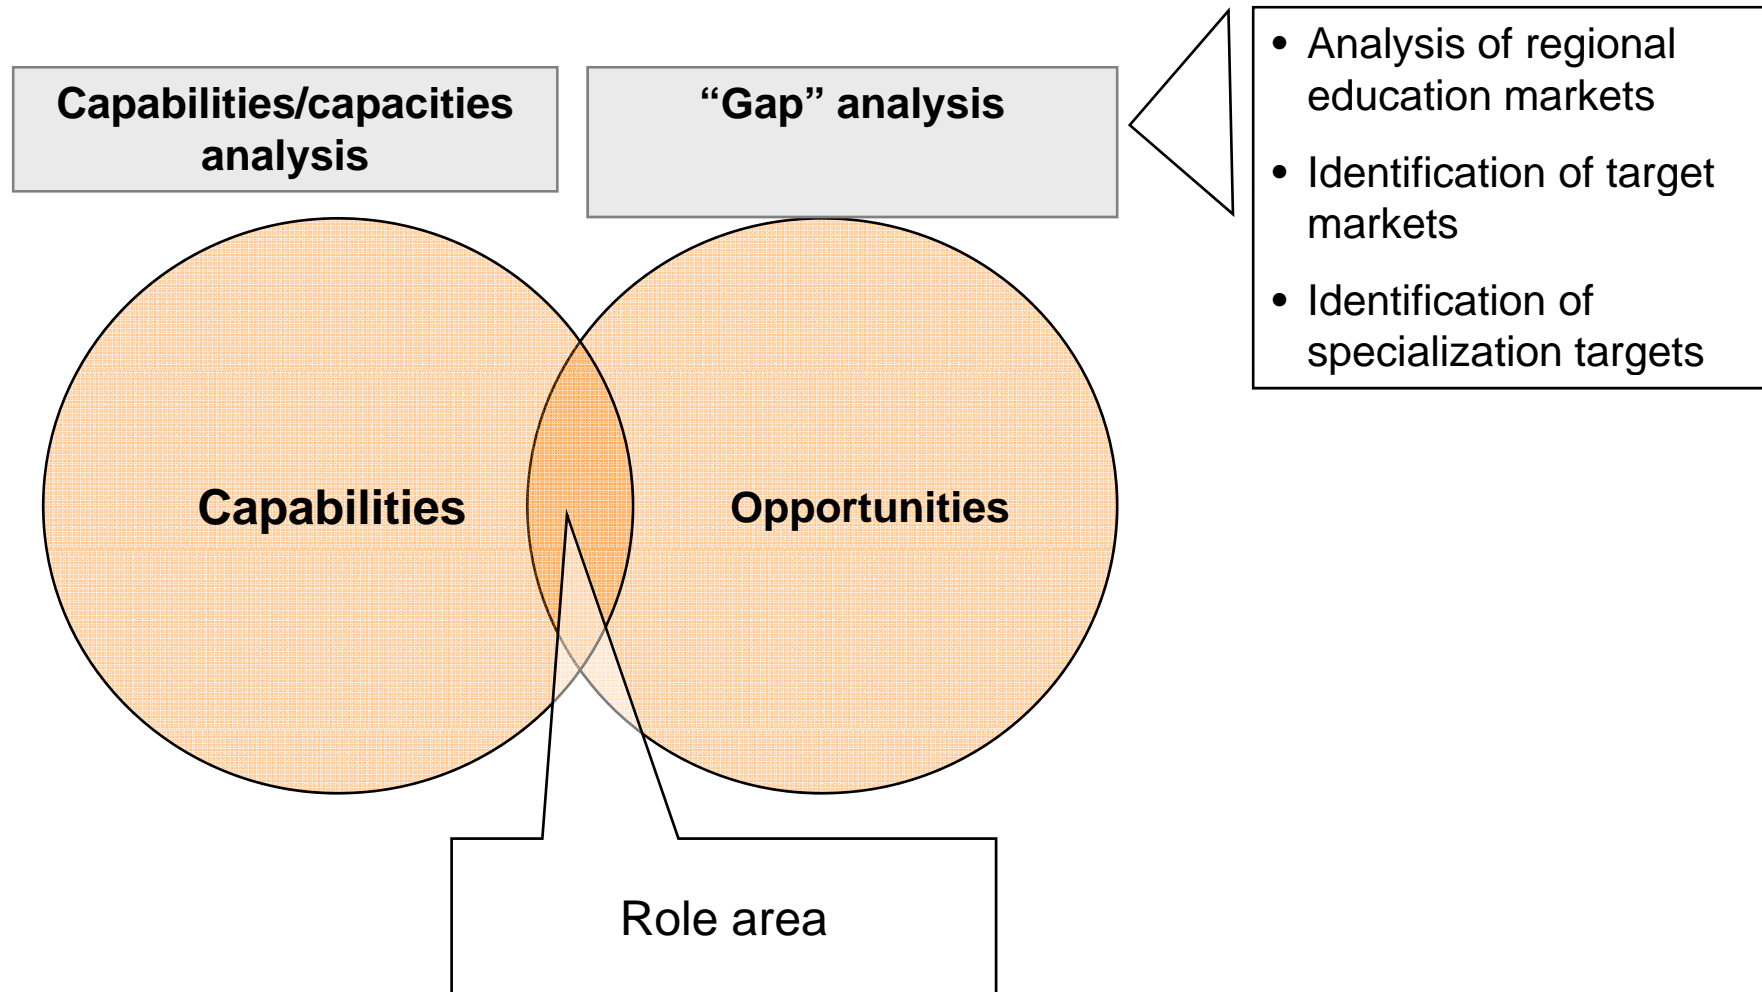 Capabilities/capacities
analysis
“Gap” analysis
• Analysis of regional
education markets
• Identification of target
markets
• Identification of
specialization targets
Capabilities
Opportunities
Role area